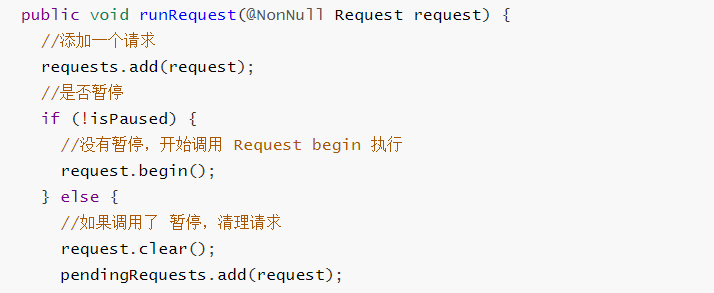 public void runRequest(@NonNull Request request) {
//添加一个请求
requests.add(request);
//是否暂停
if (!isPaused) {
//没有暂停，开始调用 Request begin 执行
request.begin();
} else {
//如果调用了 暂停，清理请求
request.clear();
pendingRequests.add(request);